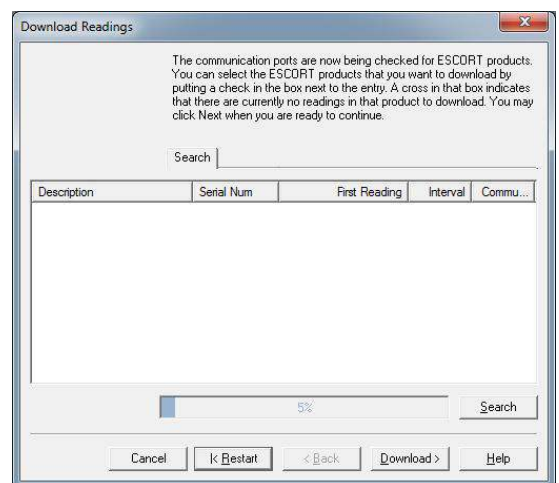 Download Readings
The communication ports are now being checked for ESCORT products.
You can select the ESCORT products that you want to download by
putting a check in the box next to the entry. A cross in that box indicates
that there are currently no readings in that product to download. You may
click Next when you are ready to continue.
Search
Description Serial Num First Reading Interval Commu...
5% Search
Cancel |< Restart < Back Download > Help